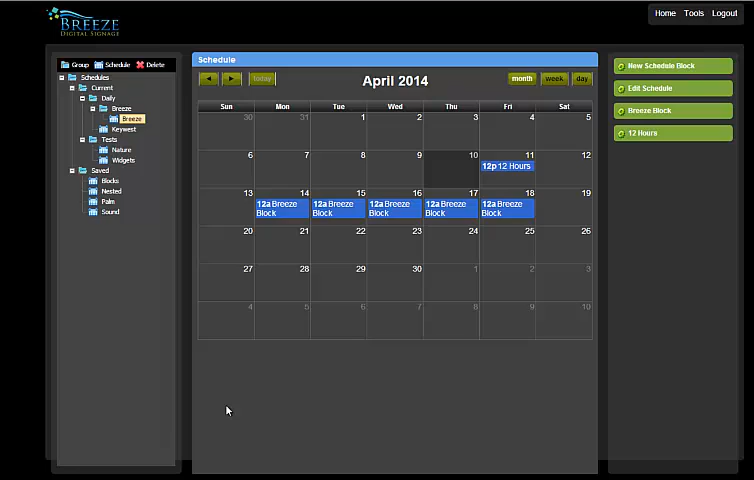 BREEZE
DIGITAL SIGNAGE
Home Tools Logout
Group Schedule Delete
Schedules
Current
Daily
Breeze
Breeze
Keywest
Tests
Nature
Widgets
Saved
Blocks
Nested
Palm
Sound
Schedule
today
April 2014
month week day
Sun Mon Tue Wed Thu Fri Sat
30 31 1 2 3 4 5
6 7 8 9 10 11 12
12p 12 Hours
13 14 15 16 17 18 19
12a Breeze 12a Breeze 12a Breeze 12a Breeze 12a Breeze
Block Block Block Block Block
20 21 22 23 24 25 26
27 28 29 30 1 2 3
4 5 6 7 8 9 10
New Schedule Block
Edit Schedule
Breeze Block
12 Hours